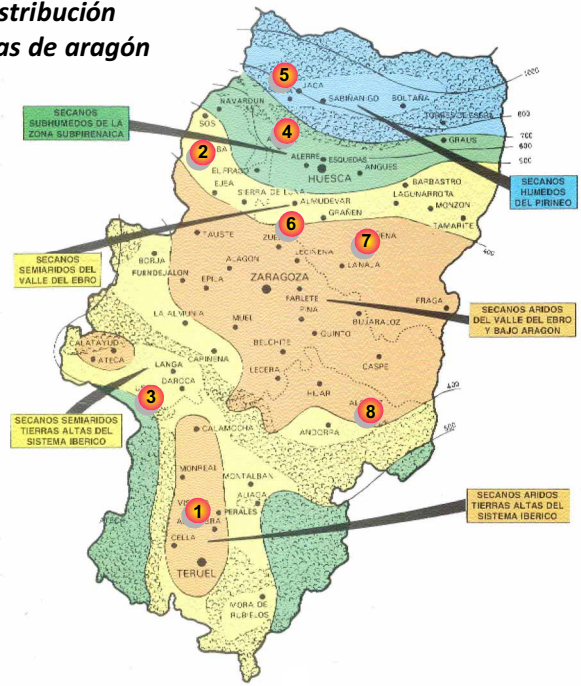 stribución
as de aragón
1000
5
JACA
SABIÑANIGO
BOLTAÑA
800
NAVARDUN
SOS
SECANOS
SUBHUMEDOS DE LA
ZONA SUBPIRENAICA
4
700
GRAUS
600
2
ALERRE
ESQUEDAS
500
EL FRAGO
HUESCA
ANGUES
EJEA
SIERRA DE LUNA
BARBASTRO
SECANOS
HUMEDOS
DEL PIRINEO
ALMUDEVAR
LAGUNARROTA
GRAÑEN
MONZON
6
TAMARITE
TAUSTE
7
400
SECANOS
SEMIARIDOS DEL
VALLE DEL EBRO
BORJA
LECIÑENA
FUENDEJALON
ALAGON
LANAJA
EPILA
ZARAGOZA
FARLETE
FRAGA
SECANOS ARIDOS
DEL VALLE DEL EBRO
Y BAJO ARAGON
LA ALMUNIA
PINA
MUEL
BUJARALOZ
CALATAYUD
QUINTO
ATECA
CARIÑENA
BELCHITE
LANGA
CASPE
DAROCA
LECERA
3
HIJAR
400
SECANOS SEMIARIDOS
TIERRAS ALTAS DEL
SISTEMA IBERICO
8
CALAMOCHA
ANDORRA
500
MONREAL
MONTALBAN
ALIAGA
SECANOS ARIDOS
TIERRAS ALTAS DEL
SISTEMA IBERICO
1
PERALES
CELLA
TERUEL
MORA DE
RUBIELOS